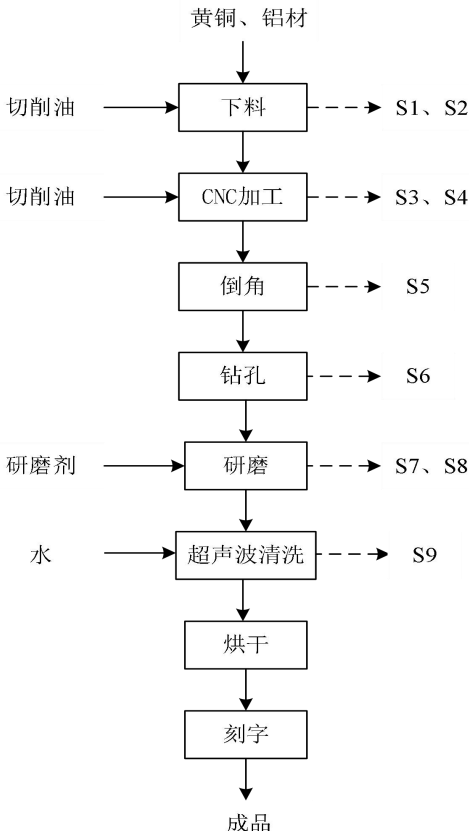 黄铜、铝材
切削油
下料
S1、S2
切削油
CNC加工
S3、S4
倒角
S5
钻孔
S6
研磨剂
研磨
S7、S8
水
超声波清洗
S9
烘干
刻字
成品